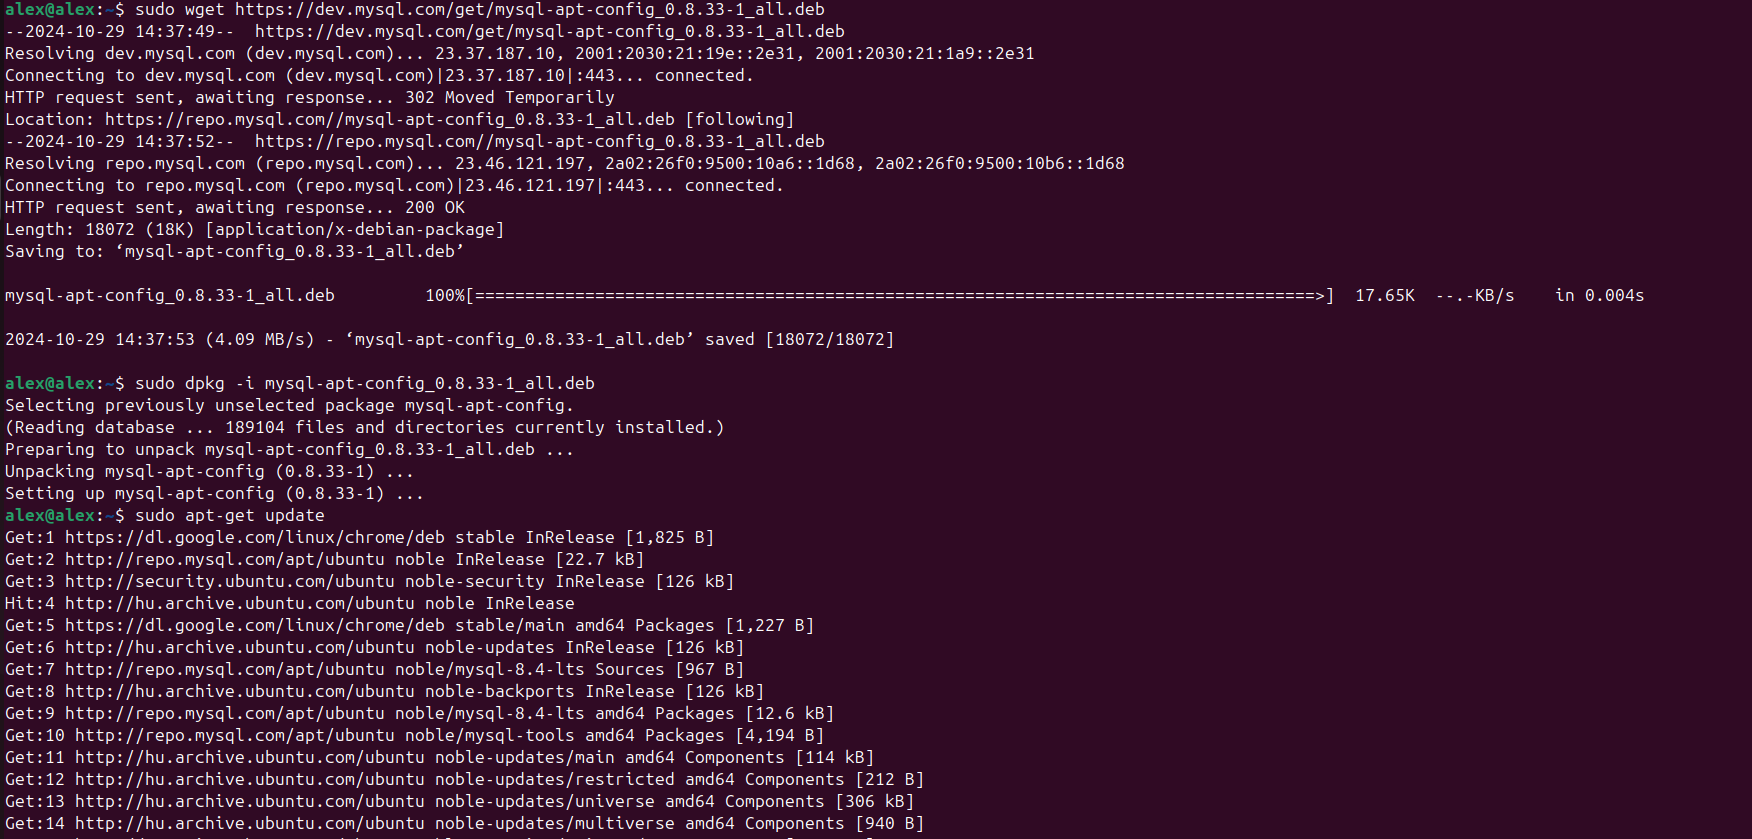 alex@alex:~$ sudo wget https://dev.mysql.com/get/mysql-apt-config_0.8.33-1_all.deb
--2024-10-29 14:37:49--  https://dev.mysql.com/get/mysql-apt-config_0.8.33-1_all.deb
Resolving dev.mysql.com (dev.mysql.com)... 23.37.187.10, 2001:2030:21:19e::2e31, 2001:2030:21:1a9::2e31
Connecting to dev.mysql.com (dev.mysql.com)|23.37.187.10|:443... connected.
HTTP request sent, awaiting response... 302 Moved Temporarily
Location: https://repo.mysql.com//mysql-apt-config_0.8.33-1_all.deb [following]
--2024-10-29 14:37:52--  https://repo.mysql.com//mysql-apt-config_0.8.33-1_all.deb
Resolving repo.mysql.com (repo.mysql.com)... 23.46.121.197, 2a02:26f0:9500:10a6::1d68, 2a02:26f0:9500:10b6::1d68
Connecting to repo.mysql.com (repo.mysql.com)|23.46.121.197|:443... connected.
HTTP request sent, awaiting response... 200 OK
Length: 18072 (18K) [application/x-debian-package]
Saving to: ‘mysql-apt-config_0.8.33-1_all.deb’
mysql-apt-config_0.8.33-1_all.deb         100%[====================================================================================>]  17.65K  --.-KB/s    in 0.004s
2024-10-29 14:37:53 (4.09 MB/s) - ‘mysql-apt-config_0.8.33-1_all.deb’ saved [18072/18072]
alex@alex:~$ sudo dpkg -i mysql-apt-config_0.8.33-1_all.deb
Selecting previously unselected package mysql-apt-config.
(Reading database ... 189104 files and directories currently installed.)
Preparing to unpack mysql-apt-config_0.8.33-1_all.deb ...
Unpacking mysql-apt-config (0.8.33-1) ...
Setting up mysql-apt-config (0.8.33-1) ...
alex@alex:~$ sudo apt-get update
Get:1 https://dl.google.com/linux/chrome/deb stable InRelease [1,825 B]
Get:2 http://repo.mysql.com/apt/ubuntu noble InRelease [22.7 kB]
Get:3 http://security.ubuntu.com/ubuntu noble-security InRelease [126 kB]
Hit:4 http://hu.archive.ubuntu.com/ubuntu noble InRelease
Get:5 https://dl.google.com/linux/chrome/deb stable/main amd64 Packages [1,227 B]
Get:6 http://hu.archive.ubuntu.com/ubuntu noble-updates InRelease [126 kB]
Get:7 http://repo.mysql.com/apt/ubuntu noble/mysql-8.4-lts Sources [967 B]
Get:8 http://hu.archive.ubuntu.com/ubuntu noble-backports InRelease [126 kB]
Get:9 http://repo.mysql.com/apt/ubuntu noble/mysql-8.4-lts amd64 Packages [12.6 kB]
Get:10 http://repo.mysql.com/apt/ubuntu noble/mysql-tools amd64 Packages [4,194 B]
Get:11 http://hu.archive.ubuntu.com/ubuntu noble-updates/main amd64 Components [114 kB]
Get:12 http://hu.archive.ubuntu.com/ubuntu noble-updates/restricted amd64 Components [212 B]
Get:13 http://hu.archive.ubuntu.com/ubuntu noble-updates/universe amd64 Components [306 kB]
Get:14 http://hu.archive.ubuntu.com/ubuntu noble-updates/multiverse amd64 Components [940 B]